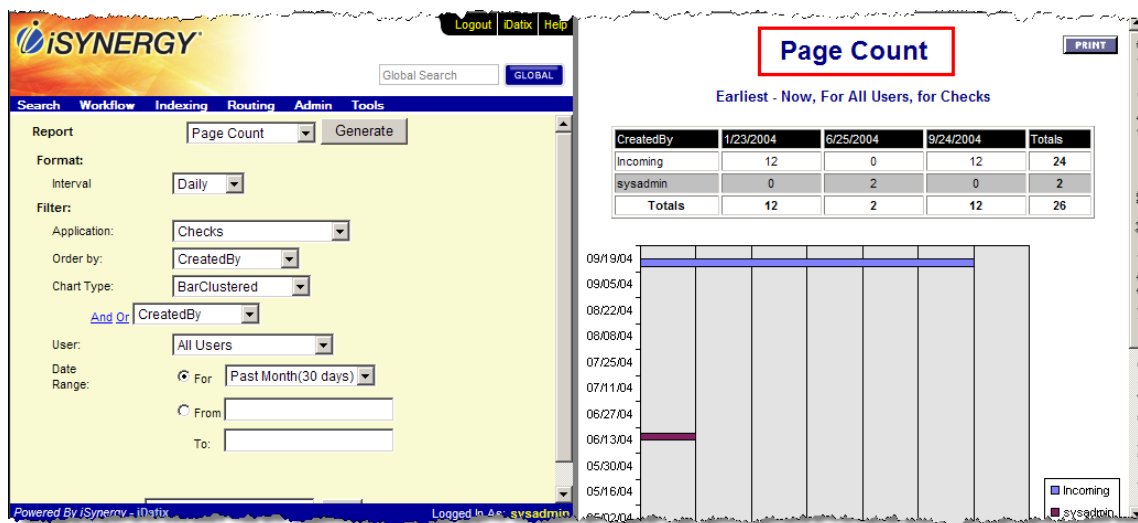 iSYNERGY
Logout iDatix Help
Global Search GLOBAL
Search Workflow Indexing Routing Admin Tools
Report Page Count Generate
Format:
Interval Daily
Filter:
Application: Checks
Order by: CreatedBy
Chart Type: BarClustered
And Or CreatedBy
User: All Users
Date Range: For Past Month(30 days)
From
To:
Powered By iSynergy - iDatix Logged In As: sysadmin
Page Count
PRINT
Earliest - Now, For All Users, for Checks
CreatedBy 1/23/2004 6/25/2004 9/24/2004 Totals
Incoming 12 0 12 24
sysadmin 0 2 0 2
Totals 12 2 12 26
09/19/04
09/05/04
08/22/04
08/08/04
07/25/04
07/11/04
06/27/04
06/13/04
05/30/04
05/16/04
05/02/04
Incoming
sysadmin